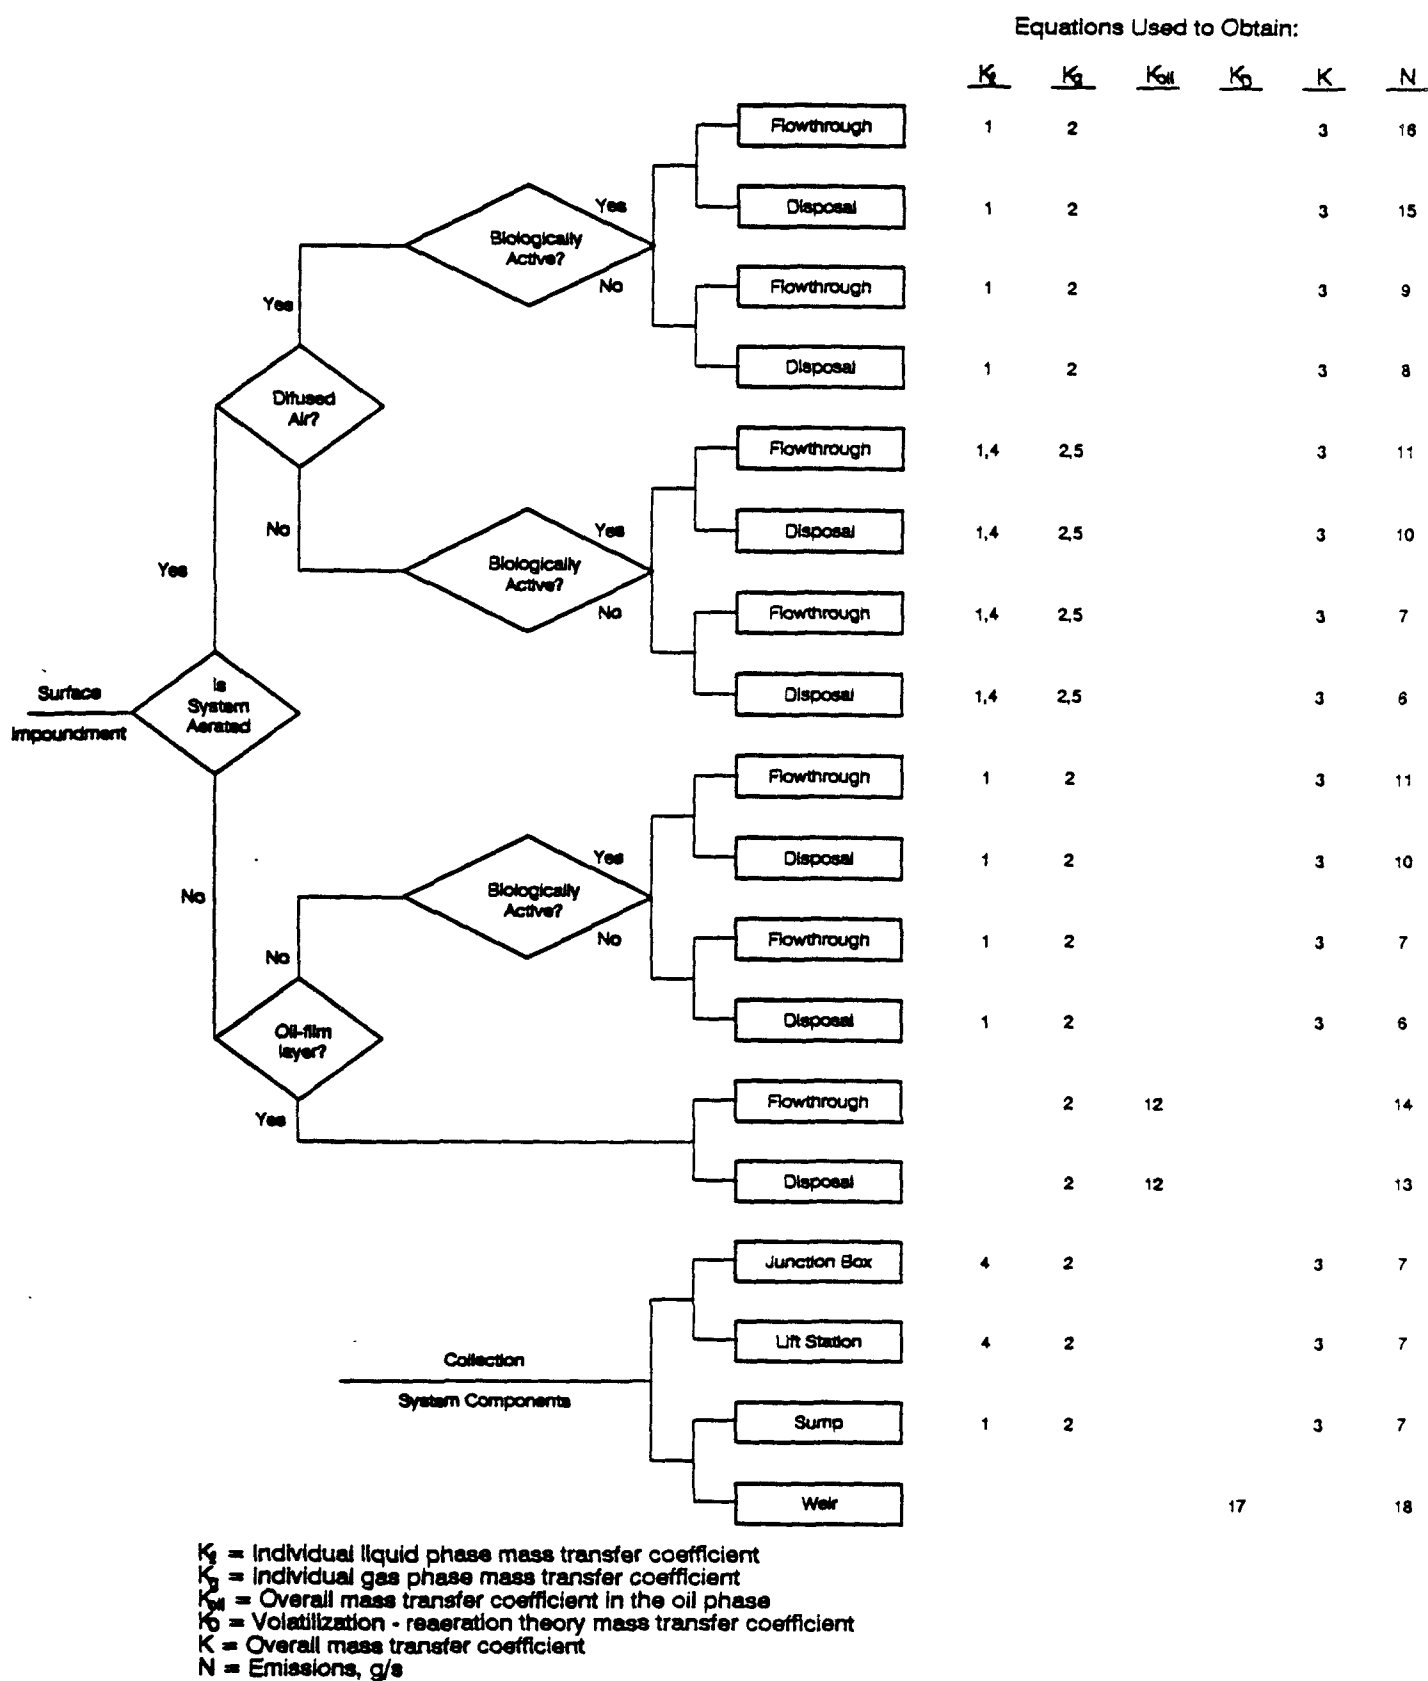 Equations Used to Obtain:
Kℓ Kg Koil KD K N
Flowthrough 1 2 3 16
Disposal 1 2 3 15
Yes
Biologically
Active?
No
Flowthrough 1 2 3 9
Disposal 1 2 3 8
Yes
Difused
Air?
No
Flowthrough 1,4 2,5 3 11
Disposal 1,4 2,5 3 10
Yes
Biologically
Active?
No
Flowthrough 1,4 2,5 3 7
Disposal 1,4 2,5 3 6
Yes
Surface
Impoundment
Is
System
Aerated
No
Flowthrough 1 2 3 11
Disposal 1 2 3 10
Yes
Biologically
Active?
No
Flowthrough 1 2 3 7
Disposal 1 2 3 6
No
Oil-film
layer?
Yes
Flowthrough 2 12 14
Disposal 2 12 13
Junction Box 4 2 3 7
Lift Station 4 2 3 7
Collection
System Components
Sump 1 2 3 7
Weir 17 18
Kℓ = Individual liquid phase mass transfer coefficient
Kg = Individual gas phase mass transfer coefficient
Koil = Overall mass transfer coefficient in the oil phase
KD = Volatilization - reaeration theory mass transfer coefficient
K = Overall mass transfer coefficient
N = Emissions, g/s